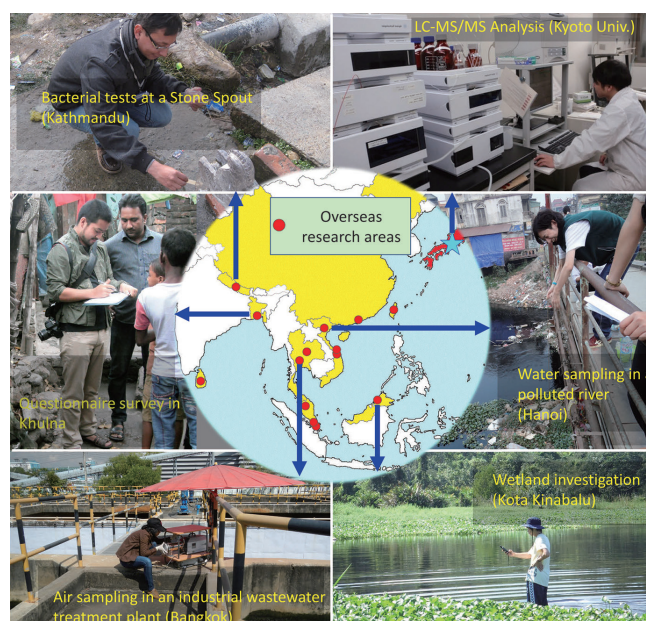 LC-MS/MS Analysis (Kyoto Univ.)
Bacterial tests at a Stone Spout
(Kathmandu)
Overseas
research areas
Questionnaire survey in
Khulna
Water sampling in a
polluted river
(Hanoi)
Wetland investigation
(Kota Kinabalu)
Air sampling in an industrial wastewater
treatment plant (Bangkok)